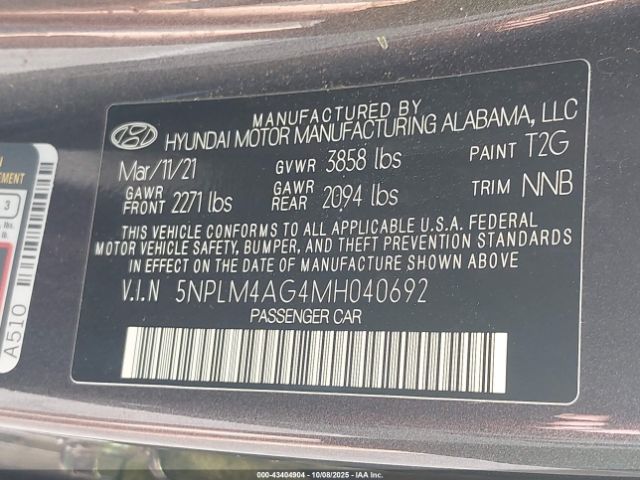 MANUFACTURED BY
HYUNDAI MOTOR MANUFACTURING ALABAMA, LLC
Mar/11/21 GVWR 3858 lbs PAINT T2G
GAWR FRONT 2271 lbs GAWR REAR 2094 lbs TRIM NNB
THIS VEHICLE CONFORMS TO ALL APPLICABLE U.S.A. FEDERAL
MOTOR VEHICLE SAFETY, BUMPER, AND THEFT PREVENTION STANDARDS
IN EFFECT ON THE DATE OF MANUFACTURE SHOWN ABOVE
V.I.N 5NPLM4AG4MH040692
PASSENGER CAR
3
A510
000-43404904 - 10/08/2025 - IAA Inc.